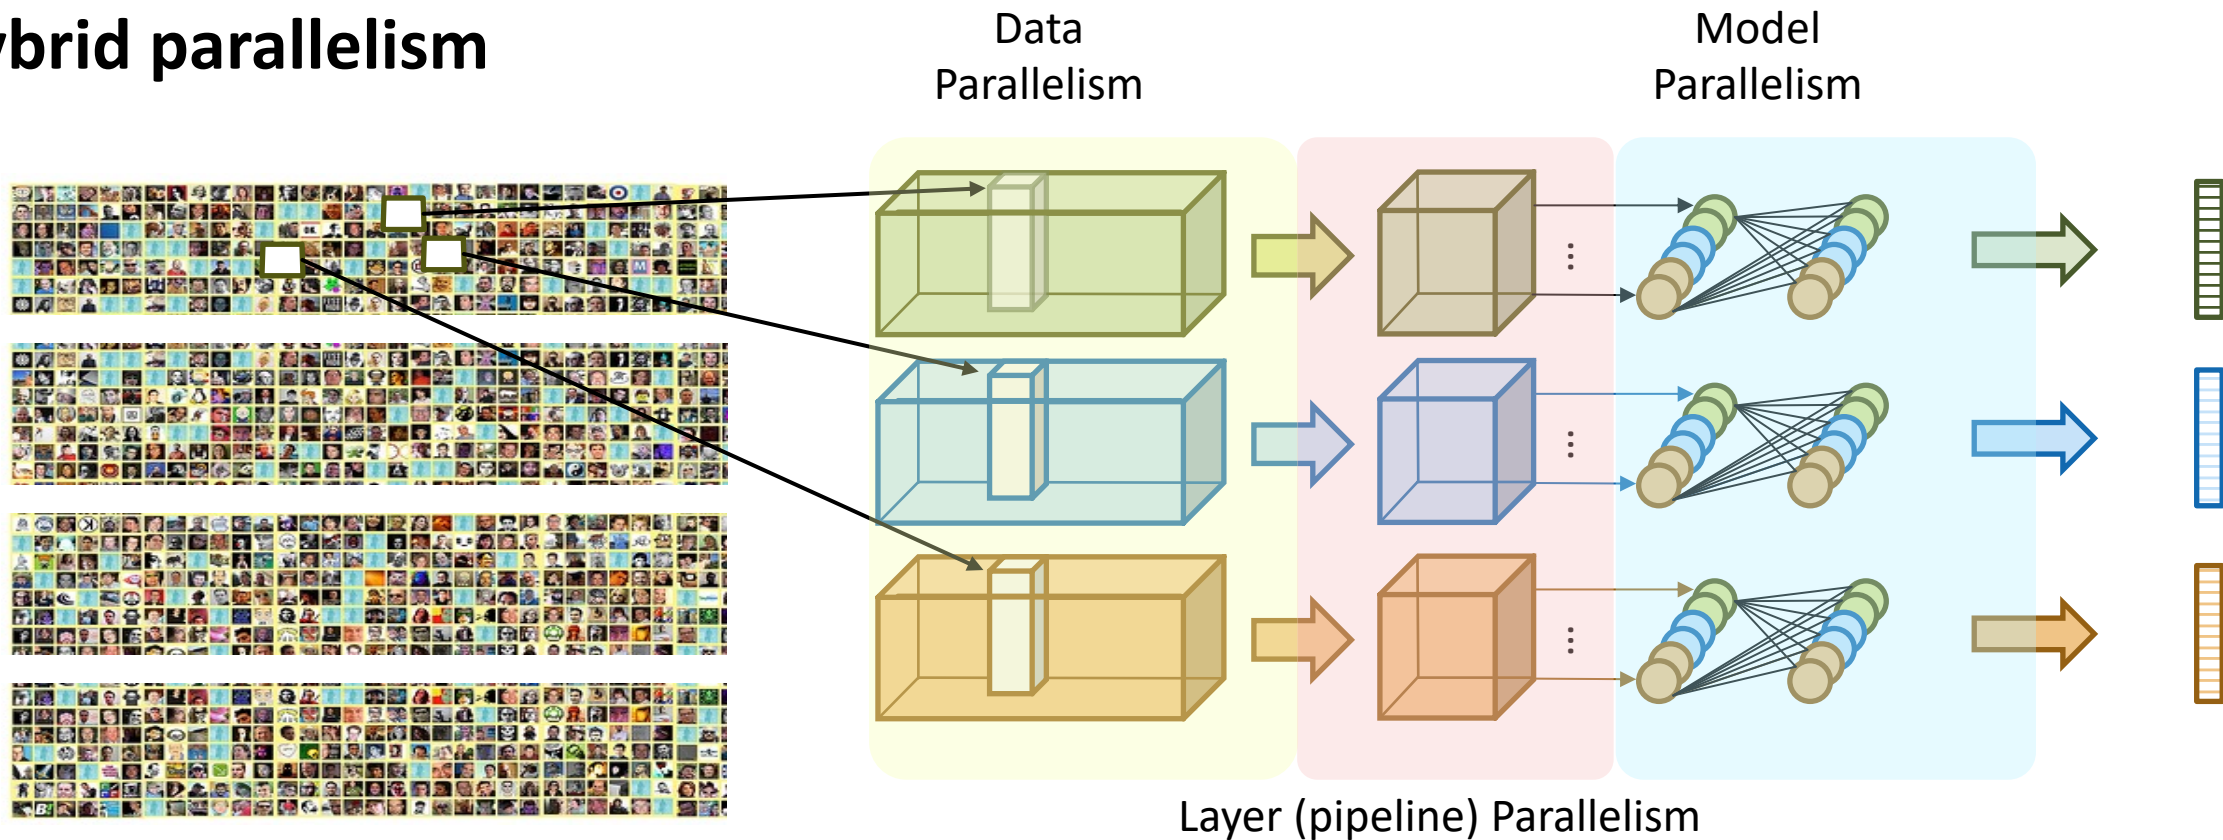 ybrid parallelism
Data
Parallelism
Model
Parallelism
Layer (pipeline) Parallelism